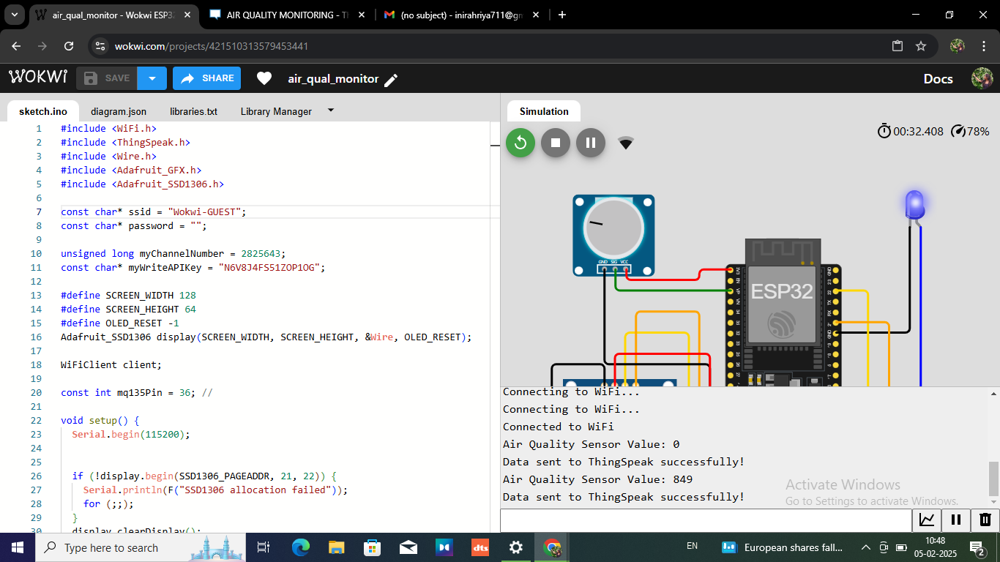 air_qual_monitor - Wokwi ESP32
AIR QUALITY MONITORING - Th
(no subject) - inirahriya711@gm
wokwi.com/projects/421510313579453441
WOKWI
SAVE
SHARE
air_qual_monitor
Docs
sketch.ino
diagram.json
libraries.txt
Library Manager
Simulation
00:32.408
78%
1 #include <WiFi.h>
2 #include <ThingSpeak.h>
3 #include <Wire.h>
4 #include <Adafruit_GFX.h>
5 #include <Adafruit_SSD1306.h>
6
7 const char* ssid = "Wokwi-GUEST";
8 const char* password = "";
9
10 unsigned long myChannelNumber = 2825643;
11 const char* myWriteAPIKey = "N6V8J4FS51ZOP1OG";
12
13 #define SCREEN_WIDTH 128
14 #define SCREEN_HEIGHT 64
15 #define OLED_RESET -1
16 Adafruit_SSD1306 display(SCREEN_WIDTH, SCREEN_HEIGHT, &Wire, OLED_RESET);
17
18 WiFiClient client;
19
20 const int mq135Pin = 36; //
21
22 void setup() {
23 Serial.begin(115200);
24
25
26 if (!display.begin(SSD1306_PAGEADDR, 21, 22)) {
27 Serial.println(F("SSD1306 allocation failed"));
28 for (;;);
29 }
30 display.clearDisplay();
GND SIG VCC
ESP32
Connecting to WiFi...
Connecting to WiFi...
Connected to WiFi
Air Quality Sensor Value: 0
Data sent to ThingSpeak successfully!
Air Quality Sensor Value: 849
Data sent to ThingSpeak successfully!
Activate Windows
Go to Settings to activate Windows.
Type here to search
dts
EN
European shares fall...
10:48
05-02-2025
2